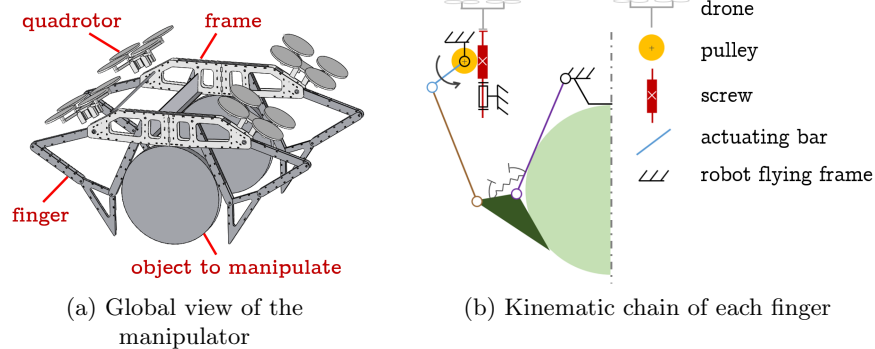 quadrotor
frame
finger
object to manipulate
(a) Global view of the
manipulator
drone
pulley
screw
actuating bar
robot flying frame
(b) Kinematic chain of each finger